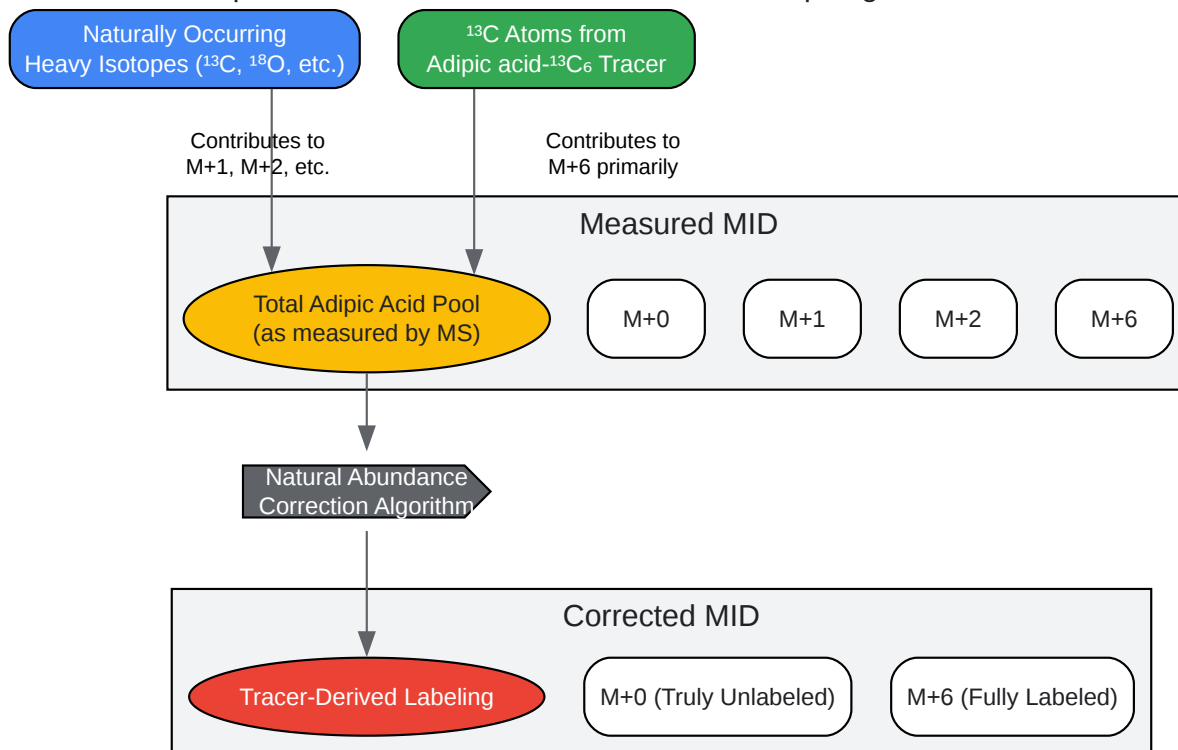 Naturally Occurring
Heavy Isotopes (¹³C, ¹⁸O, etc.)
¹³C Atoms from
Adipic acid-¹³C₆ Tracer
Contributes to
M+1, M+2, etc.
Contributes to
M+6 primarily
Measured MID
Total Adipic Acid Pool
(as measured by MS)
M+0
M+1
M+2
M+6
Natural Abundance
Correction Algorithm
Corrected MID
Tracer-Derived Labeling
M+0 (Truly Unlabeled)
M+6 (Fully Labeled)